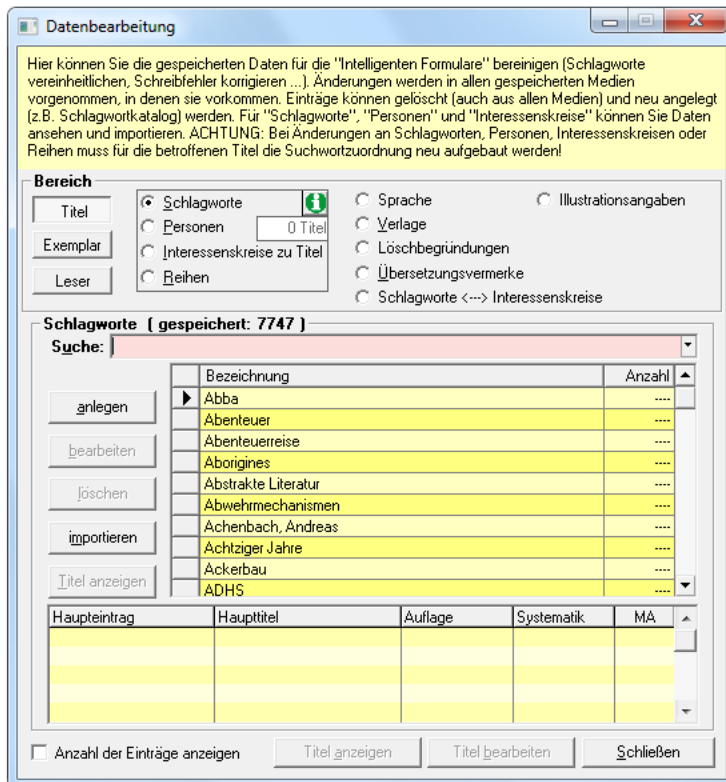 Datenbearbeitung
Hier können Sie die gespeicherten Daten für die "Intelligenten Formulare" bereinigen (Schlagworte
vereinheitlichen, Schreibfehler korrigieren ...). Änderungen werden in allen gespeicherten Medien
vorgenommen, in denen sie vorkommen. Einträge können gelöscht (auch aus allen Medien) und neu angelegt
(z.B. Schlagwortkatalog) werden. Für "Schlagworte", "Personen" und "Interessenskreise" können Sie Daten
ansehen und importieren. ACHTUNG: Bei Änderungen an Schlagworten, Personen, Interessenskreisen oder
Reihen muss für die betroffenen Titel die Suchwortzuordnung neu aufgebaut werden!
Bereich
Titel
Exemplar
Leser
Schlagworte
Personen 0 Titel
Interessenskreise zu Titel
Reihen
Sprache
Verlage
Löschbegründungen
Übersetzungsvermerke
Schlagworte <---> Interessenskreise
Illustrationsangaben
Schlagworte ( gespeichert: 7747 )
Suche:
anlegen
bearbeiten
löschen
importieren
Titel anzeigen
Bezeichnung Anzahl
Abba ----
Abenteuer ----
Abenteuerreise ----
Aborigines ----
Abstrakte Literatur ----
Abwehrmechanismen ----
Achenbach, Andreas ----
Achtziger Jahre ----
Ackerbau ----
ADHS ----
Haupteintrag Haupttitel Auflage Systematik MA
Anzahl der Einträge anzeigen Titel anzeigen Titel bearbeiten Schließen